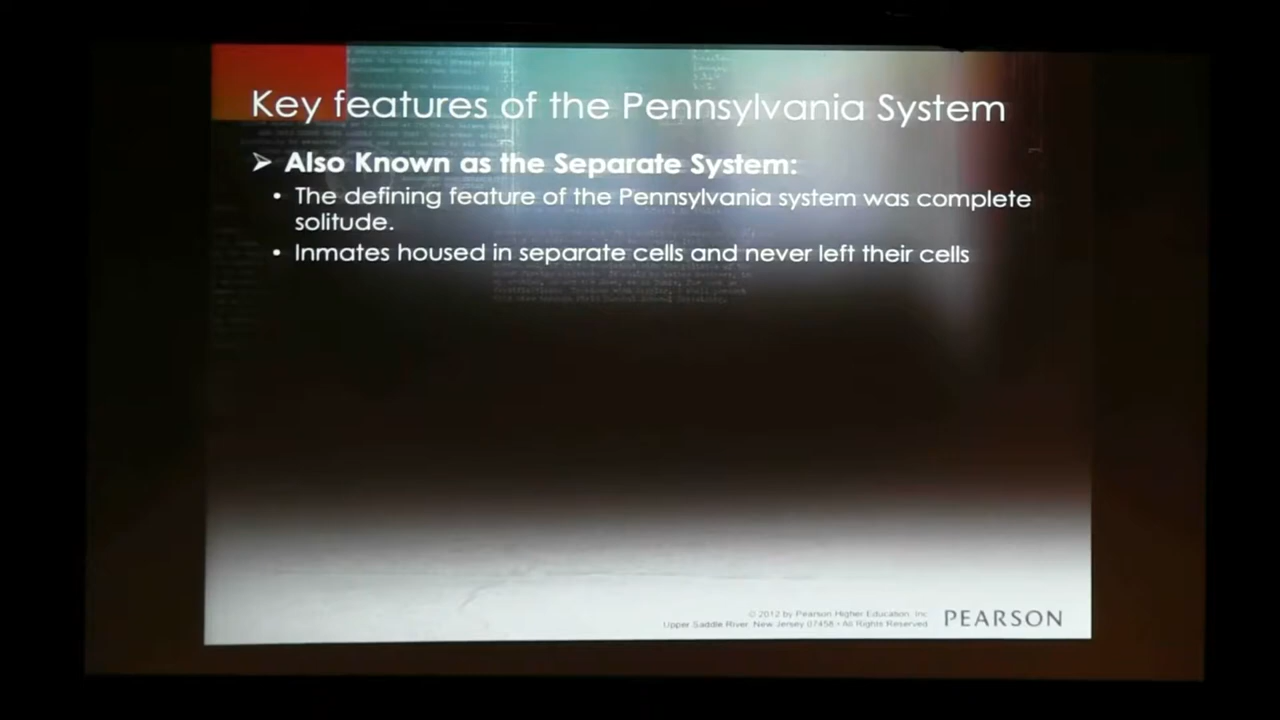 Key features of the Pennsylvania System
➢ Also Known as the Separate System:
• The defining feature of the Pennsylvania system was complete
solitude.
• Inmates housed in separate cells and never left their cells
© 2012 by Pearson Higher Education, Inc
Upper Saddle River, New Jersey 07458 • All Rights Reserved
PEARSON